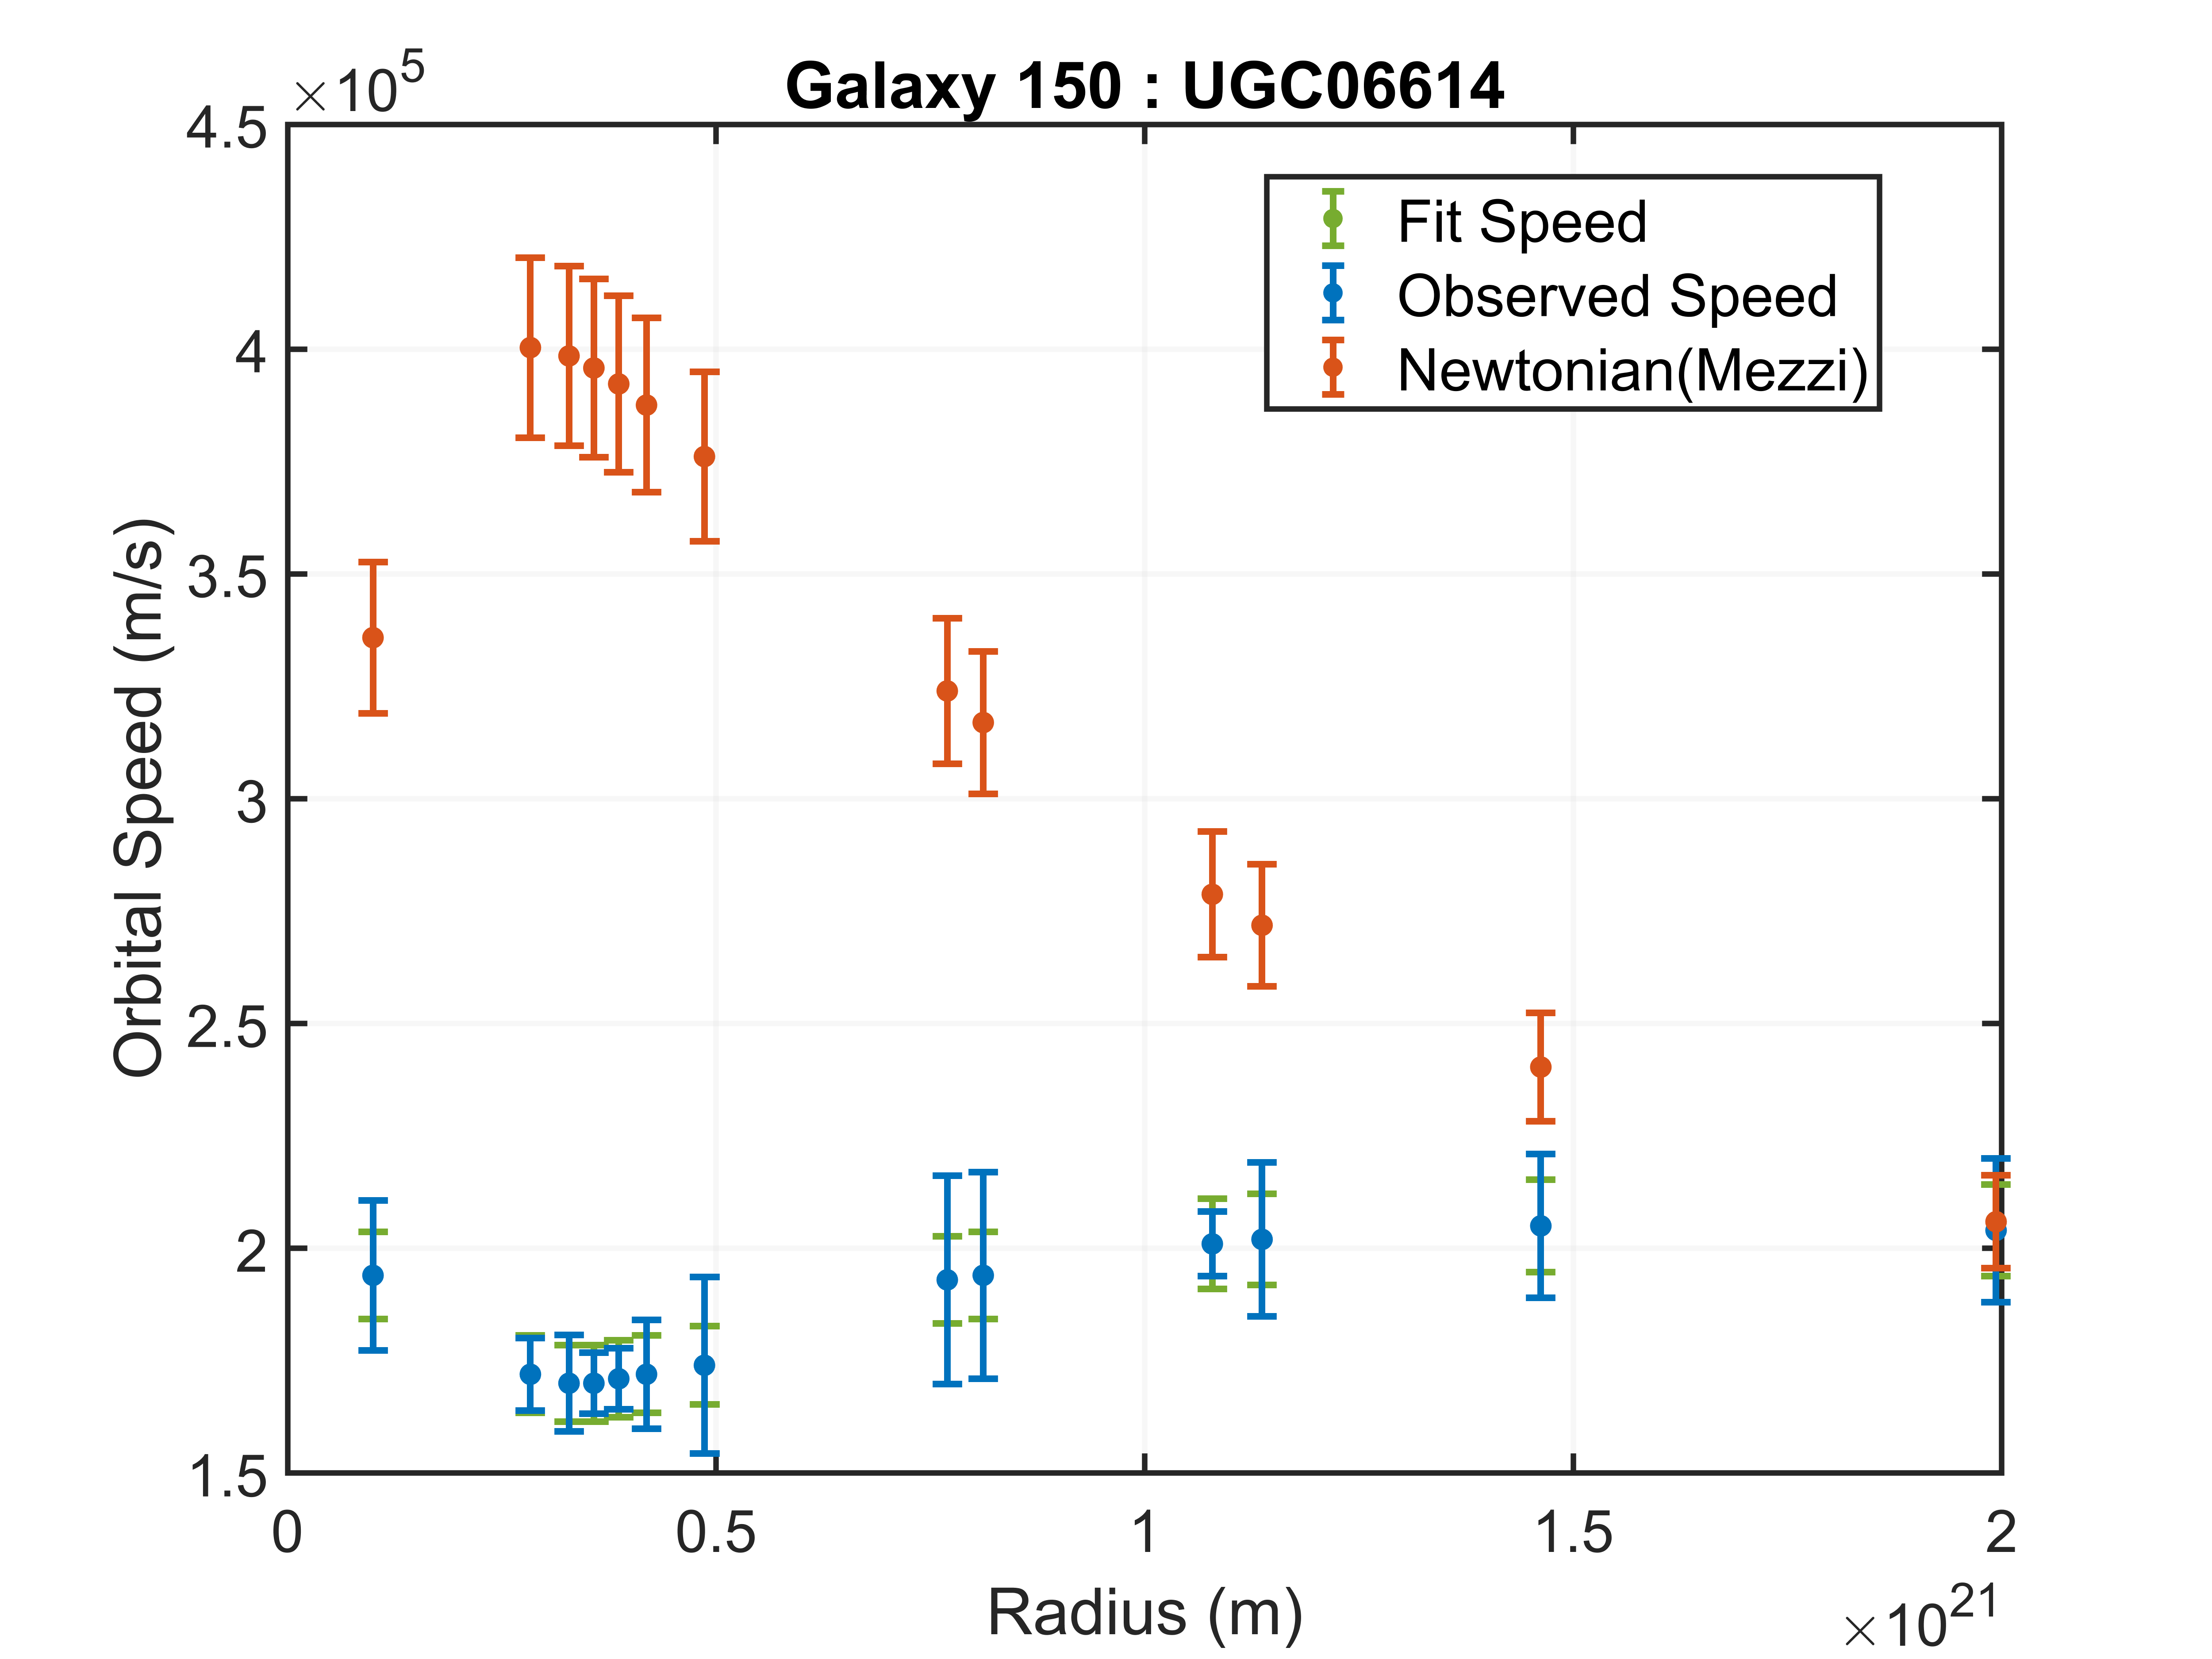 ×10^5
Galaxy 150 : UGC06614
4.5
4
3.5
3
2.5
2
1.5
Orbital Speed (m/s)
Fit Speed
Observed Speed
Newtonian(Mezzi)
0 0.5 1 1.5 2
Radius (m)
×10^21